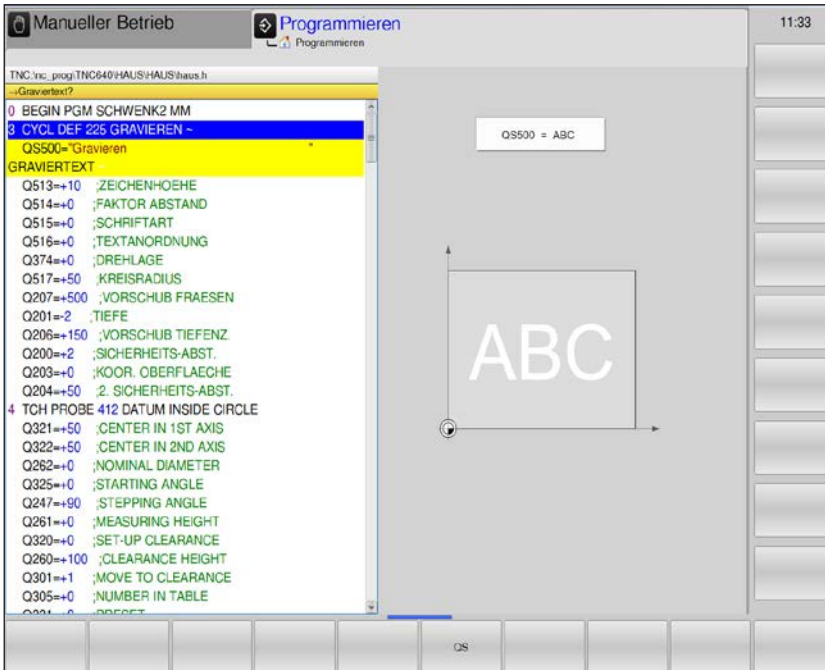 Manueller Betrieb
Programmieren
Programmieren
11:33
TNC:\nc_prog\TNC640\HAUS\HAUS\haus.h
→Graviertext?
0 BEGIN PGM SCHWENK2 MM
3 CYCL DEF 225 GRAVIEREN ~
QS500="Gravieren "
GRAVIERTEXT
Q513=+10 ;ZEICHENHOEHE
Q514=+0 ;FAKTOR ABSTAND
Q515=+0 ;SCHRIFTART
Q516=+0 ;TEXTANORDNUNG
Q374=+0 ;DREHLAGE
Q517=+50 ;KREISRADIUS
Q207=+500 ;VORSCHUB FRAESEN
Q201=-2 ;TIEFE
Q206=+150 ;VORSCHUB TIEFENZ.
Q200=+2 ;SICHERHEITS-ABST.
Q203=+0 ;KOOR. OBERFLAECHE
Q204=+50 ;2. SICHERHEITS-ABST.
4 TCH PROBE 412 DATUM INSIDE CIRCLE
Q321=+50 ;CENTER IN 1ST AXIS
Q322=+50 ;CENTER IN 2ND AXIS
Q262=+0 ;NOMINAL DIAMETER
Q325=+0 ;STARTING ANGLE
Q247=+90 ;STEPPING ANGLE
Q261=+0 ;MEASURING HEIGHT
Q320=+0 ;SET-UP CLEARANCE
Q260=+100 ;CLEARANCE HEIGHT
Q301=+1 ;MOVE TO CLEARANCE
Q305=+0 ;NUMBER IN TABLE
QS500 = ABC
ABC
QS